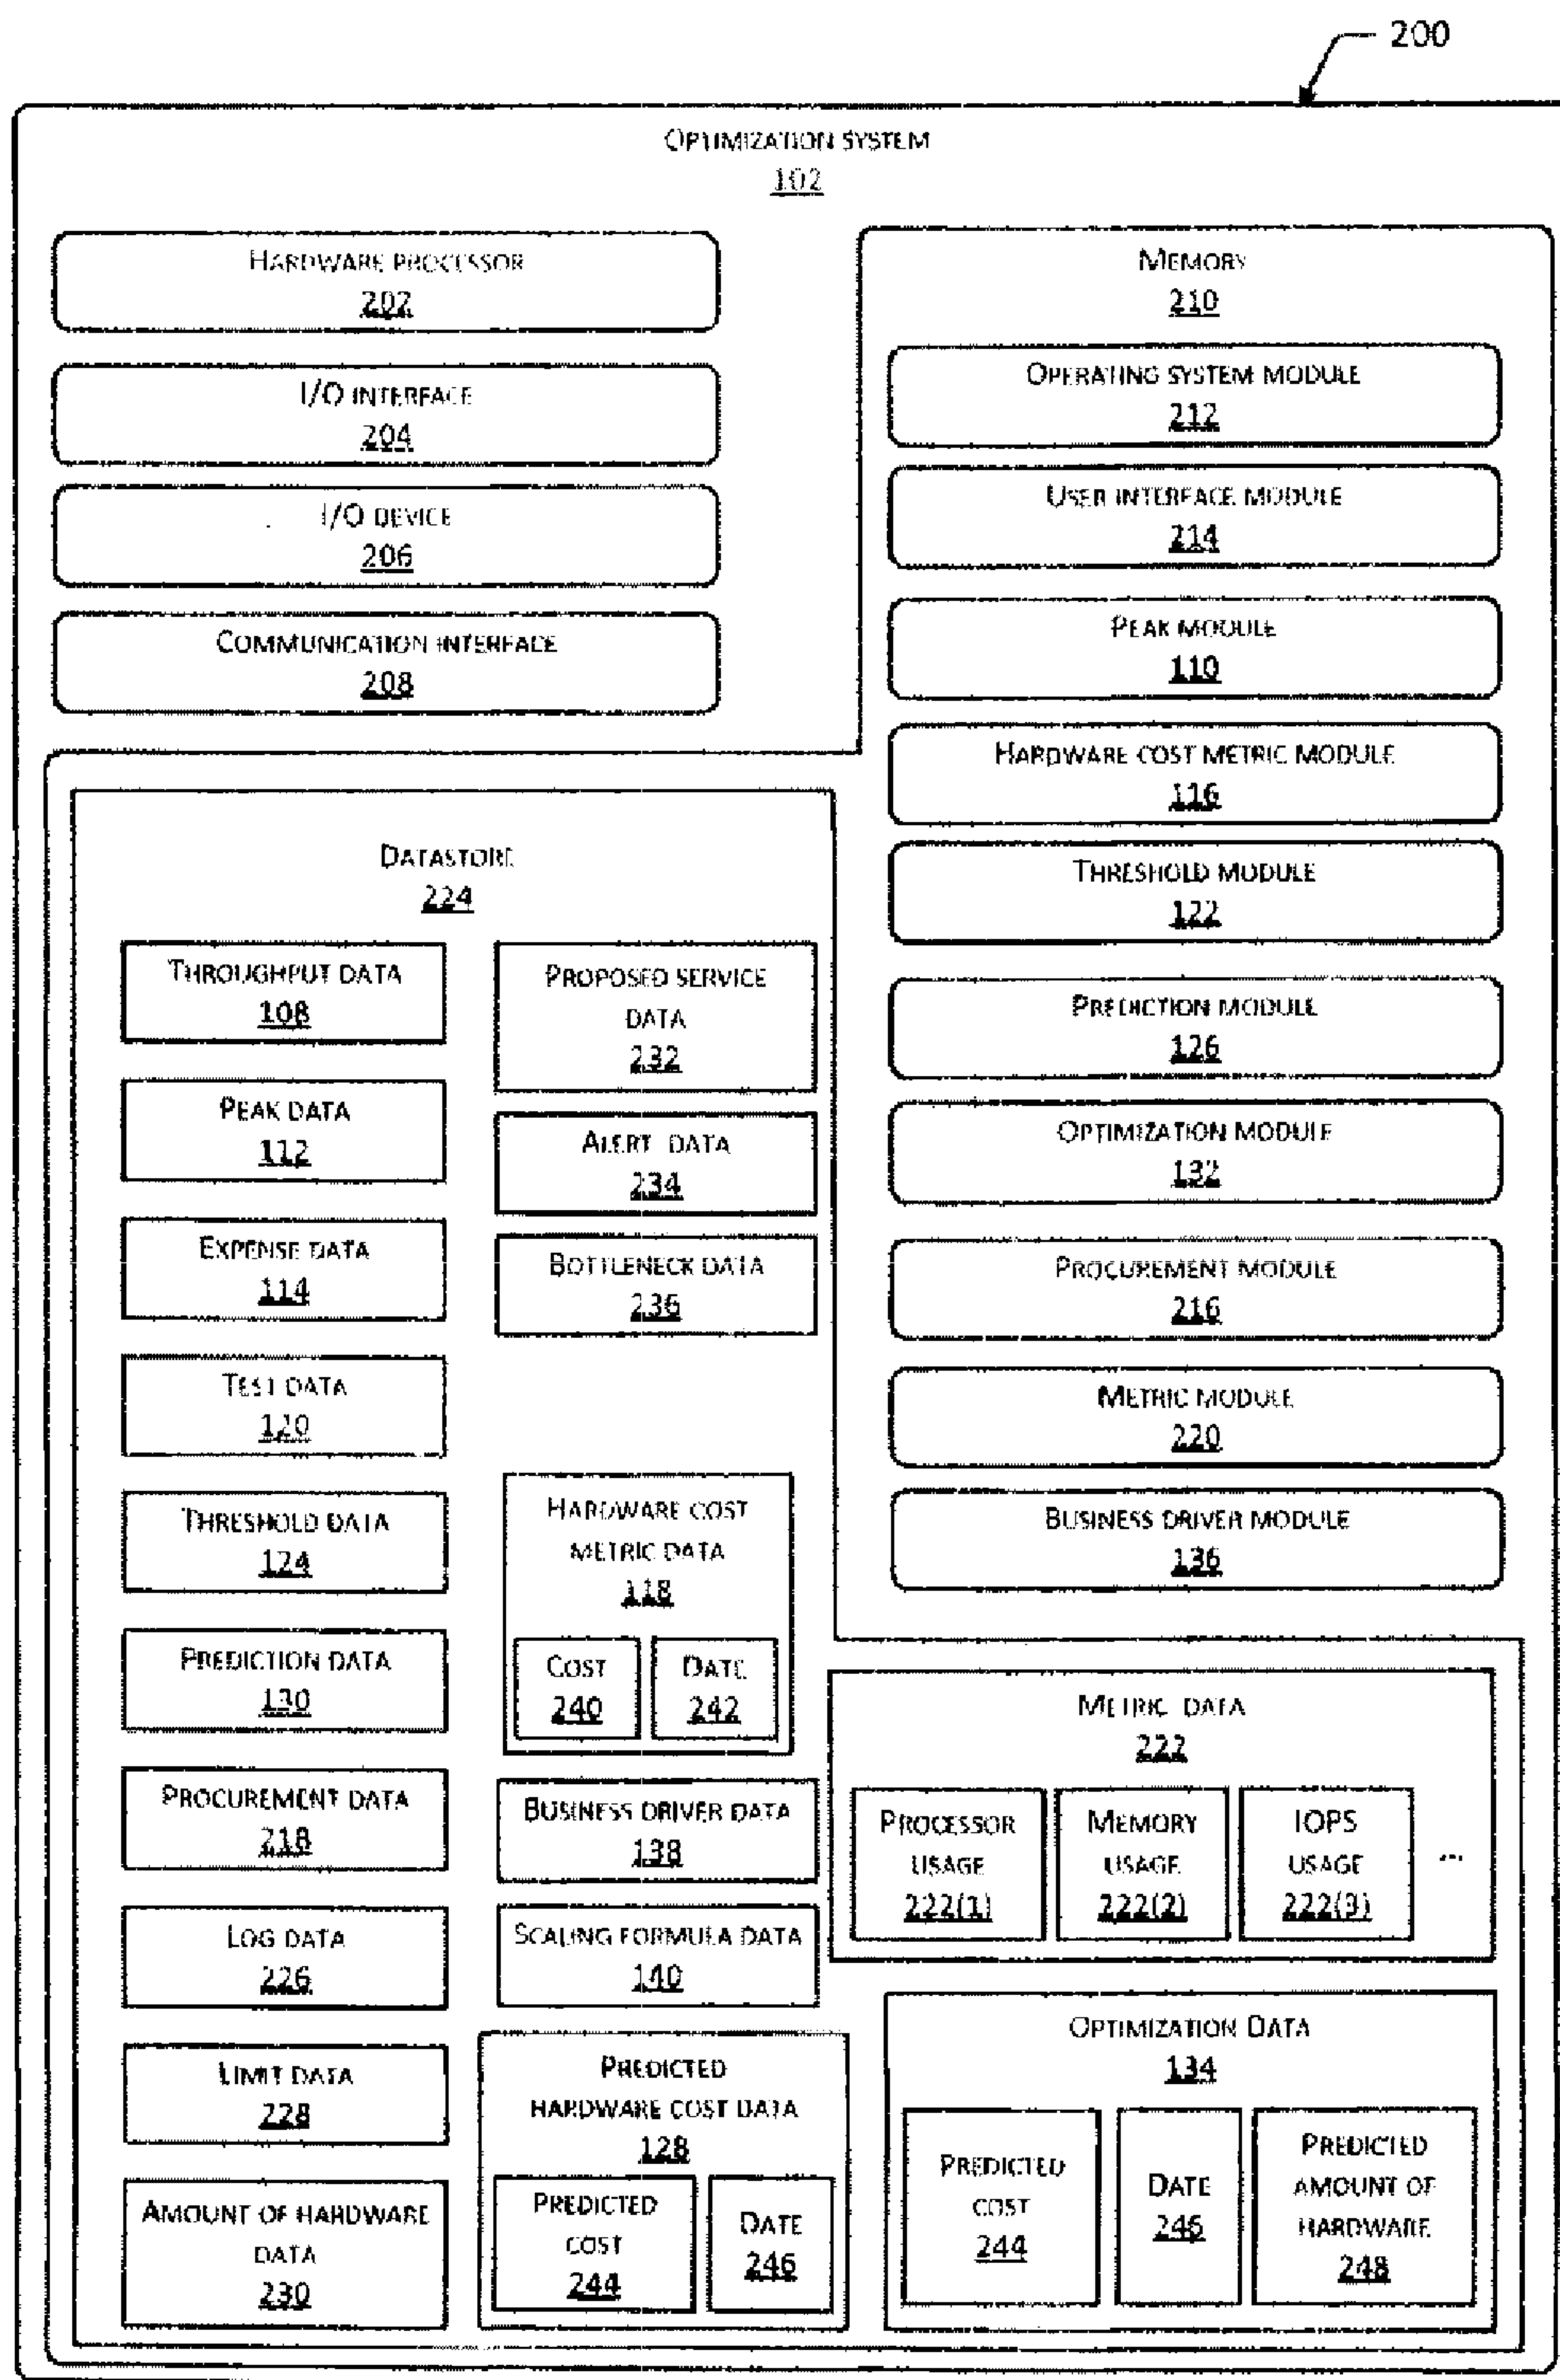 200
OPTIMIZATION SYSTEM
102
HARDWARE PROCESSOR
202
I/O INTERFACE
204
I/O DEVICE
206
COMMUNICATION INTERFACE
208
MEMORY
210
OPERATING SYSTEM MODULE
212
USER INTERFACE MODULE
214
PEAK MODULE
110
HARDWARE COST METRIC MODULE
116
THRESHOLD MODULE
122
PREDICTION MODULE
126
OPTIMIZATION MODULE
132
PROCUREMENT MODULE
216
METRIC MODULE
220
BUSINESS DRIVER MODULE
136
DATASTORE
224
THROUGHPUT DATA
108
PEAK DATA
112
EXPENSE DATA
114
TEST DATA
120
THRESHOLD DATA
124
PREDICTION DATA
130
PROCUREMENT DATA
218
LOG DATA
226
LIMIT DATA
228
AMOUNT OF HARDWARE
DATA
230
PROPOSED SERVICE
DATA
232
ALERT DATA
234
BOTTLENECK DATA
236
HARDWARE COST
METRIC DATA
118
COST
240
DATE
242
BUSINESS DRIVER DATA
138
SCALING FORMULA DATA
140
PREDICTED
HARDWARE COST DATA
128
PREDICTED
COST
244
DATE
246
METRIC DATA
222
PROCESSOR
USAGE
222(1)
MEMORY
USAGE
222(2)
IOPS
USAGE
222(3)
...
OPTIMIZATION DATA
134
PREDICTED
COST
244
DATE
246
PREDICTED
AMOUNT OF
HARDWARE
248